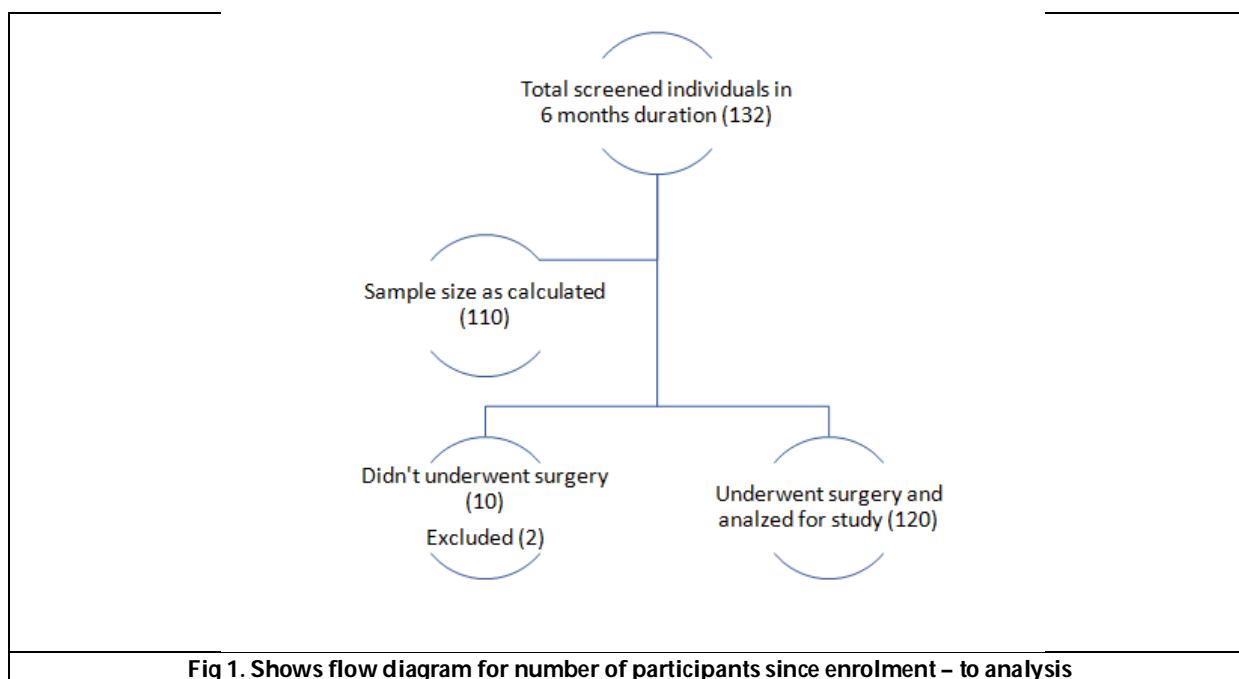 Total screened individuals in
6 months duration (132)
Sample size as calculated
(110)
Didn't underwent surgery
(10)
Excluded (2)
Underwent surgery and
analzed for study (120)
Fig 1. Shows flow diagram for number of participants since enrolment – to analysis